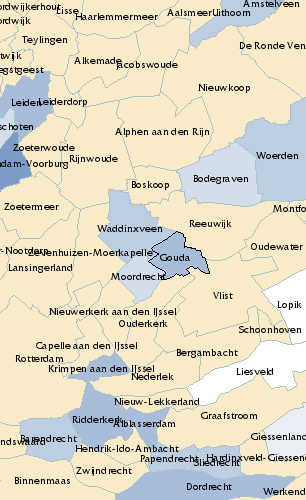 Amstelveen
rdwijkerhout
Lisse
Aalsmeer
Uithoorn
Haarlemmermeer
ordwijk
Teylingen
De Ronde Ven
twijk
Alkemade
Jacobswoude
egstgeest
Nieuwkoop
Leiden
Leiderdorp
schoten
Alphen aan den Rijn
Zoeterwoude
Rijnwoude
Woerden
dam-Voorburg
Bodegraven
Boskoop
Zoetermeer
Montfo
Waddinxveen
Reeuwijk
Oudewater
r-Nootdorp
Zevenhuizen-Moerkapelle
Gouda
Lansingerland
Moordrecht
Vlist
Lopik
Nieuwerkerk aan den IJssel
Ouderkerk
Schoonhoven
Capelle aan den IJssel
Bergambacht
Rotterdam
Krimpen aan den IJssel
Liesveld
Nederlek
Nieuw-Lekkerland
Graafstroom
Ridderkerk
Alblasserdam
Giessenland
ndswaard
Barendrecht
Hendrik-Ido-Ambacht
Papendrecht
Sliedrecht
Hardinxveld-Giessend
Zwijndrecht
Binnenmaas
Dordrecht
Werkend